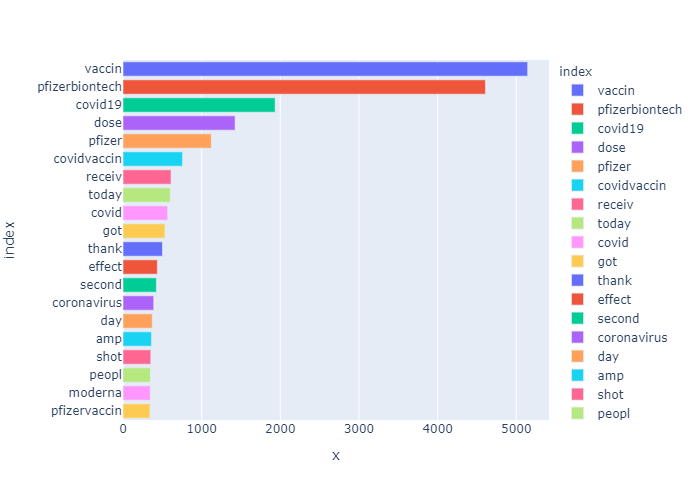 vaccin
pfizerbiontech
covid19
dose
pfizer
covidvaccin
receiv
today
covid
got
thank
effect
second
coronavirus
day
amp
shot
peopl
moderna
pfizervaccin
index
0 1000 2000 3000 4000 5000
x
index
vaccin
pfizerbiontech
covid19
dose
pfizer
covidvaccin
receiv
today
covid
got
thank
effect
second
coronavirus
day
amp
shot
peopl